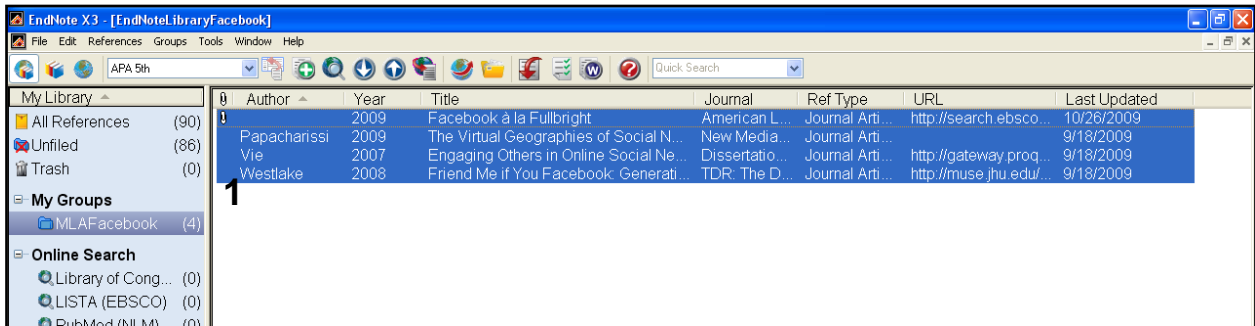 EndNote X3 - [EndNoteLibraryFacebook]
File Edit References Groups Tools Window Help
APA 5th Quick Search
My Library Author Year Title Journal Ref Type URL Last Updated
All References (90) 2009 Facebook à la Fullbright American L... Journal Arti... http://search.ebsco... 10/26/2009
Papacharissi 2009 The Virtual Geographies of Social N... New Media... Journal Arti... 9/18/2009
Unfiled (86) Vie 2007 Engaging Others in Online Social Ne... Dissertatio... Journal Arti... http://gateway.proq... 9/18/2009
Trash (0) Westlake 2008 Friend Me if You Facebook: Generati... TDR: The D... Journal Arti... http://muse.jhu.edu/... 9/18/2009
1
My Groups
MLAFacebook (4)
Online Search
Library of Cong... (0)
LISTA (EBSCO) (0)
PubMed (NLM) (0)